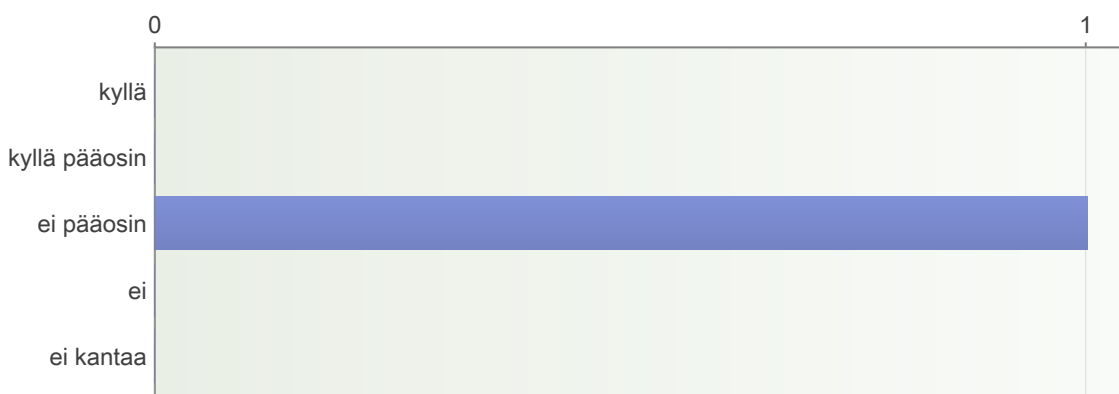 0 1
kyllä
kyllä pääosin
ei pääosin
ei
ei kantaa